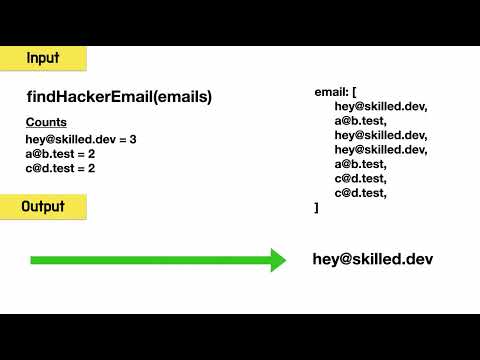 Input
findHackerEmail(emails)
Counts
hey@skilled.dev = 3
a@b.test = 2
c@d.test = 2
email: [
hey@skilled.dev,
a@b.test,
hey@skilled.dev,
hey@skilled.dev,
a@b.test,
c@d.test,
c@d.test,
]
Output
hey@skilled.dev